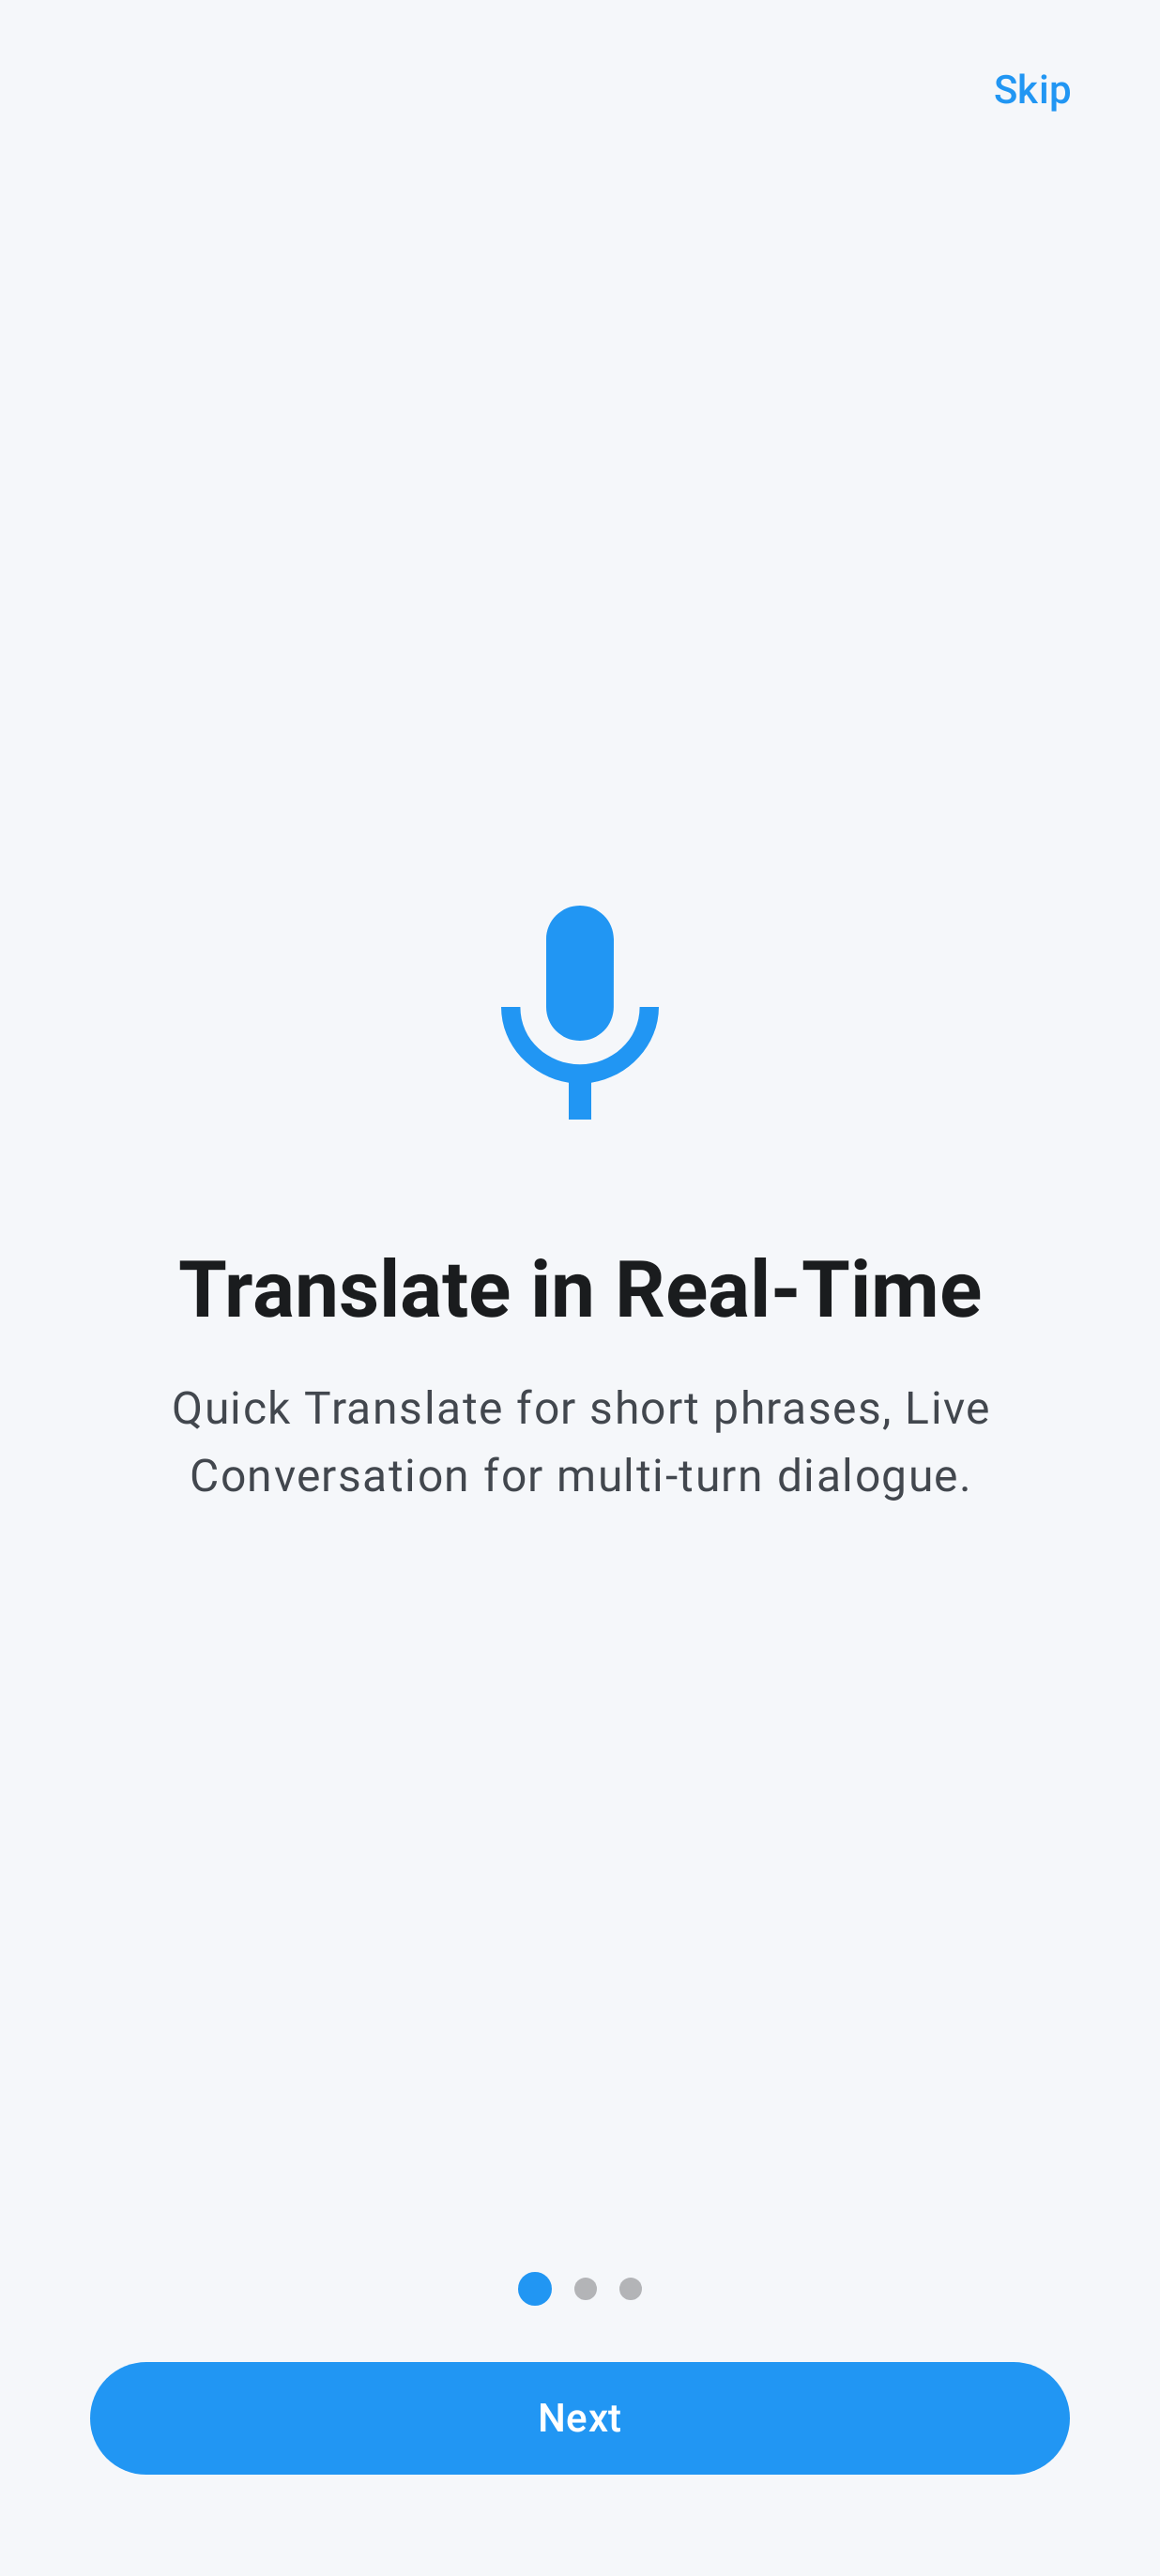 Skip
Translate in Real-Time
Quick Translate for short phrases, Live
Conversation for multi-turn dialogue.
Next